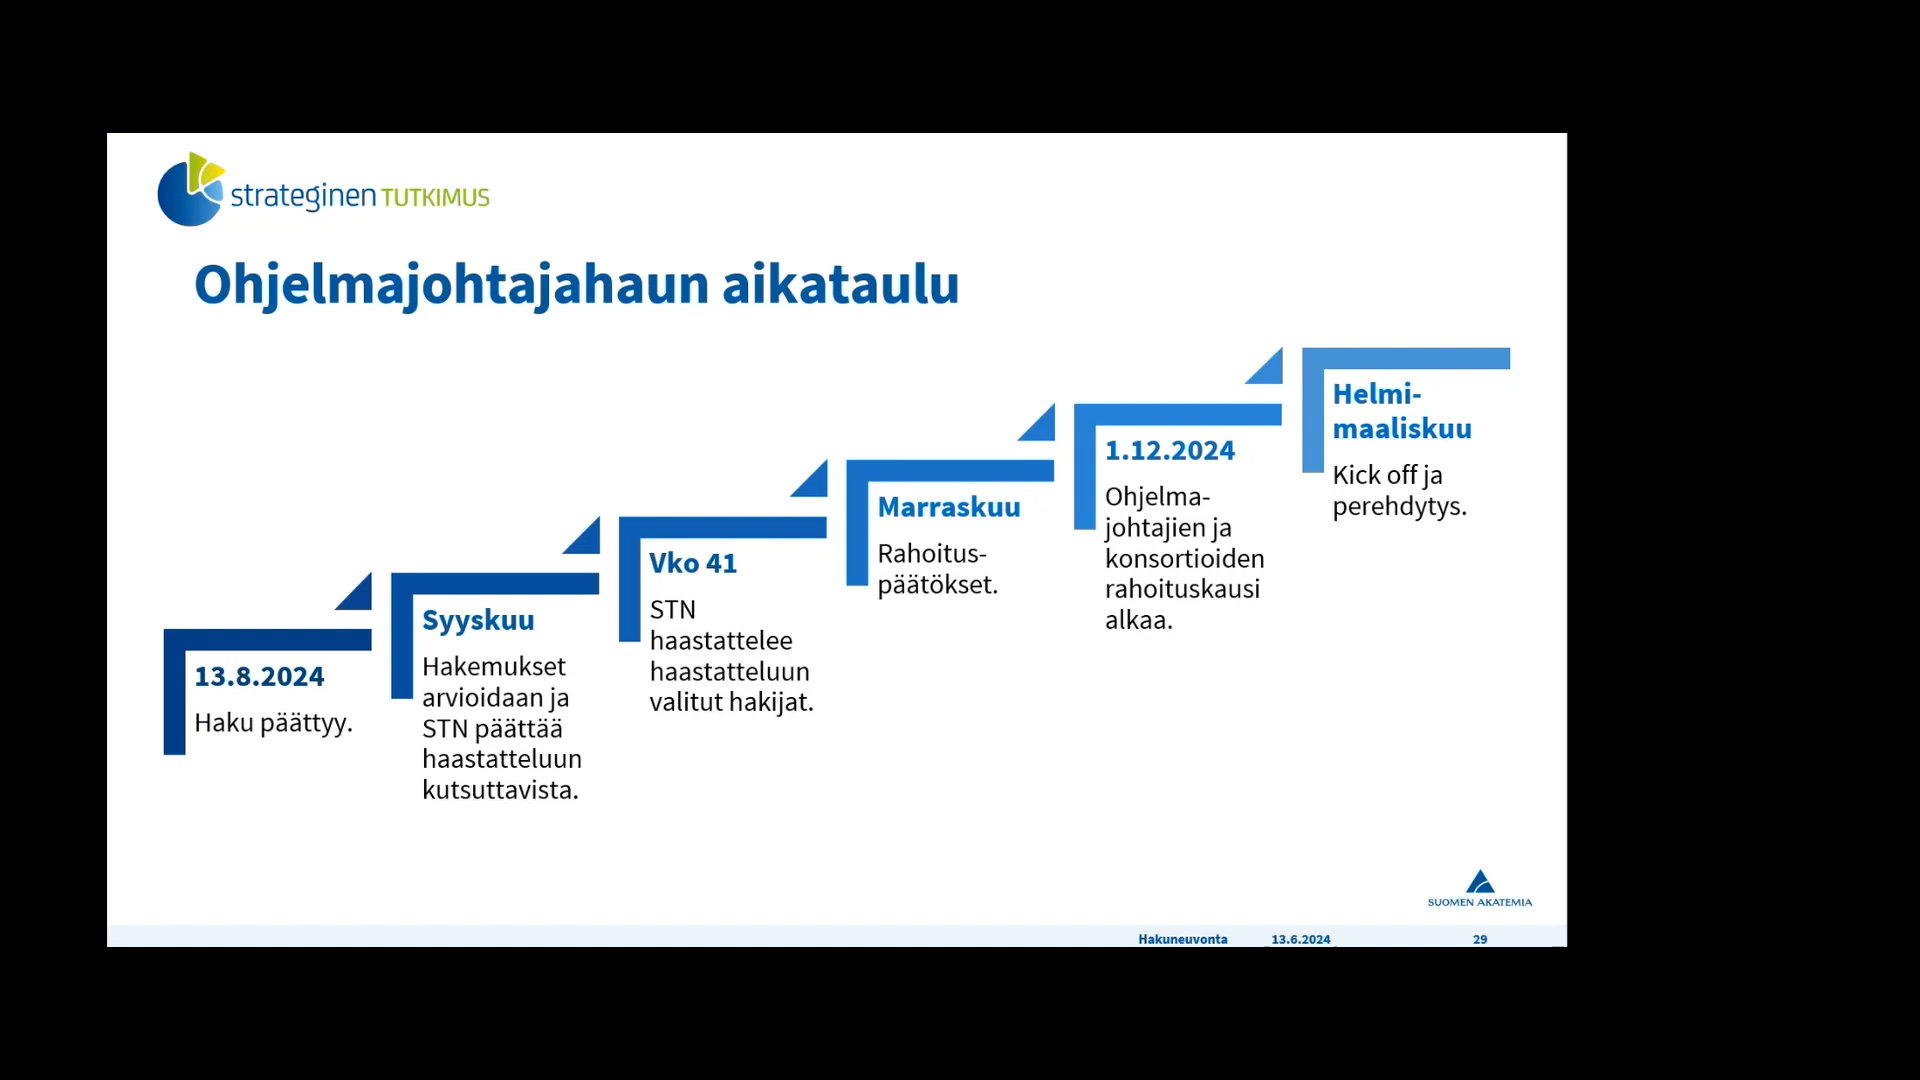 strateginen TUTKIMUS
Ohjelmajohtajahaun aikataulu
13.8.2024
Haku päättyy.
Syyskuu
Hakemukset
arvioidaan ja
STN päättää
haastatteluun
kutsuttavista.
Vko 41
STN
haastattelee
haastatteluun
valitut hakijat.
Marraskuu
Rahoitus-
päätökset.
1.12.2024
Ohjelma-
johtajien ja
konsortioiden
rahoituskausi
alkaa.
Helmi-
maaliskuu
Kick off ja
perehdytys.
SUOMEN AKATEMIA
Hakuneuvonta 13.6.2024 29